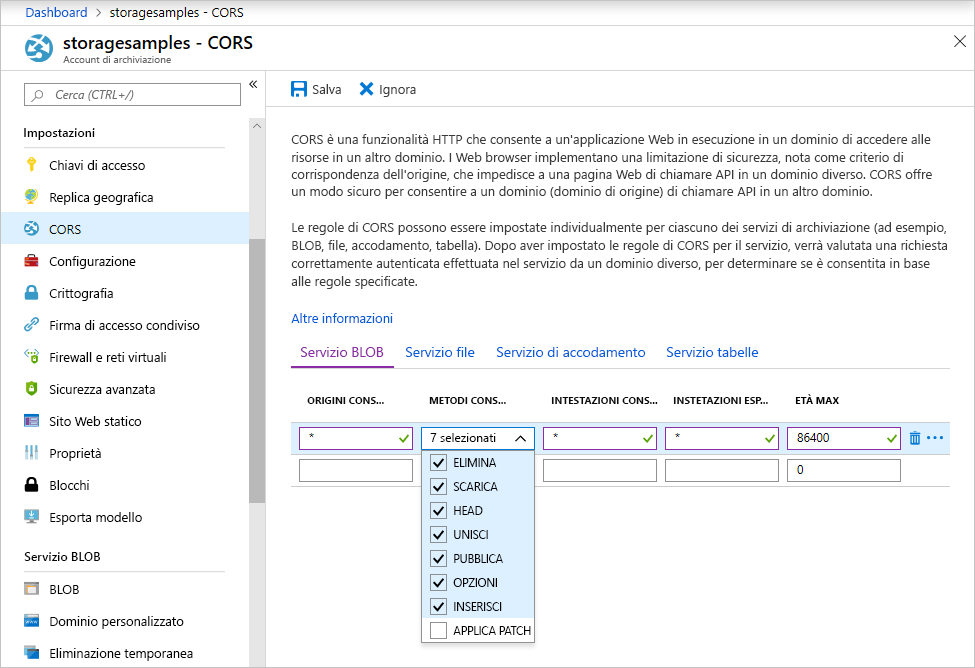 Dashboard > storagesamples - CORS
storagesamples - CORS
Account di archiviazione
Cerca (CTRL+/)
Impostazioni
Chiavi di accesso
Replica geografica
CORS
Configurazione
Crittografia
Firma di accesso condiviso
Firewall e reti virtuali
Sicurezza avanzata
Sito Web statico
Proprietà
Blocchi
Esporta modello
Servizio BLOB
BLOB
Dominio personalizzato
Eliminazione temporanea
Salva Ignora
CORS è una funzionalità HTTP che consente a un'applicazione Web in esecuzione in un dominio di accedere alle
risorse in un altro dominio. I Web browser implementano una limitazione di sicurezza, nota come criterio di
corrispondenza dell'origine, che impedisce a una pagina Web di chiamare API in un dominio diverso. CORS offre
un modo sicuro per consentire a un dominio (dominio di origine) di chiamare API in un altro dominio.
Le regole di CORS possono essere impostate individualmente per ciascuno dei servizi di archiviazione (ad esempio,
BLOB, file, accodamento, tabella). Dopo aver impostato le regole di CORS per il servizio, verrà valutata una richiesta
correttamente autenticata effettuata nel servizio da un dominio diverso, per determinare se è consentita in base
alle regole specificate.
Altre informazioni
Servizio BLOB Servizio file Servizio di accodamento Servizio tabelle
ORIGINI CONS... METODI CONS... INTESTAZIONI CONS... INSTETAZIONI ESP... ETÀ MAX
* 7 selezionati * * 86400
0
ELIMINA
SCARICA
HEAD
UNISCI
PUBBLICA
OPZIONI
INSERISCI
APPLICA PATCH